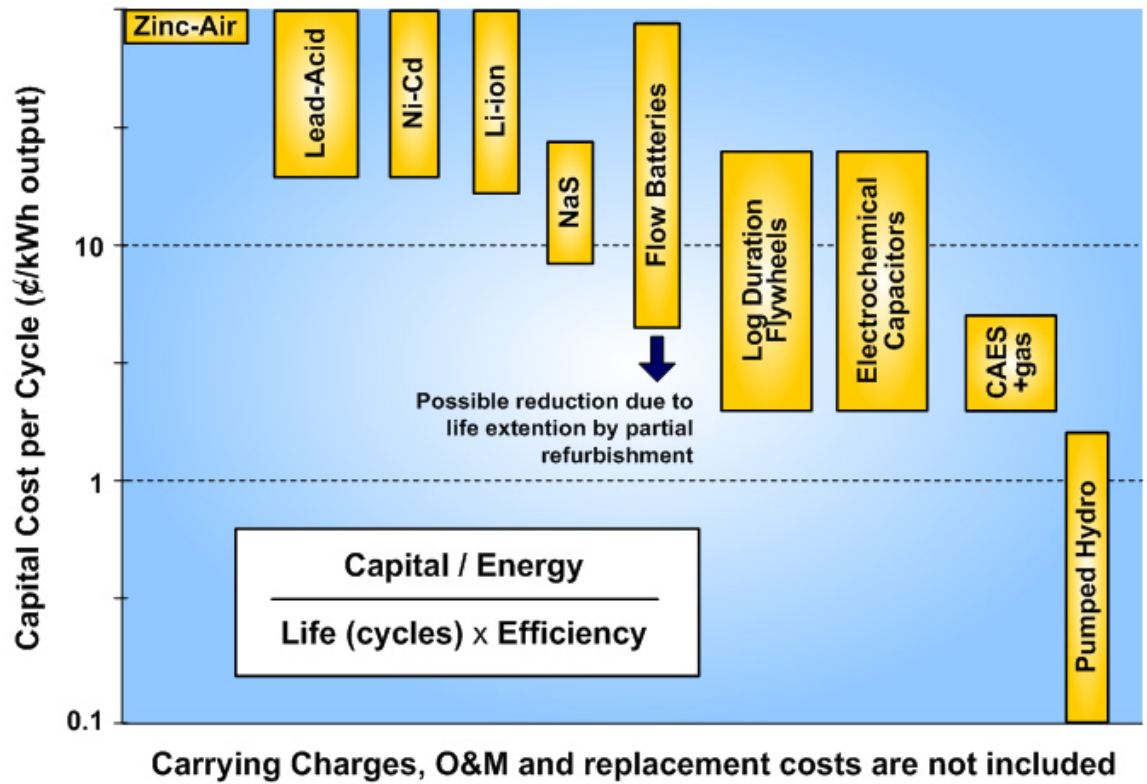 Capital Cost per Cycle (¢/kWh output)
10
1
0.1
Zinc-Air
Lead-Acid
Ni-Cd
Li-ion
NaS
Flow Batteries
Log Duration
Flywheels
Electrochemical
Capacitors
CAES
+gas
Pumped Hydro
Possible reduction due to
life extention by partial
refurbishment
Capital / Energy
Life (cycles) x Efficiency
Carrying Charges, O&M and replacement costs are not included